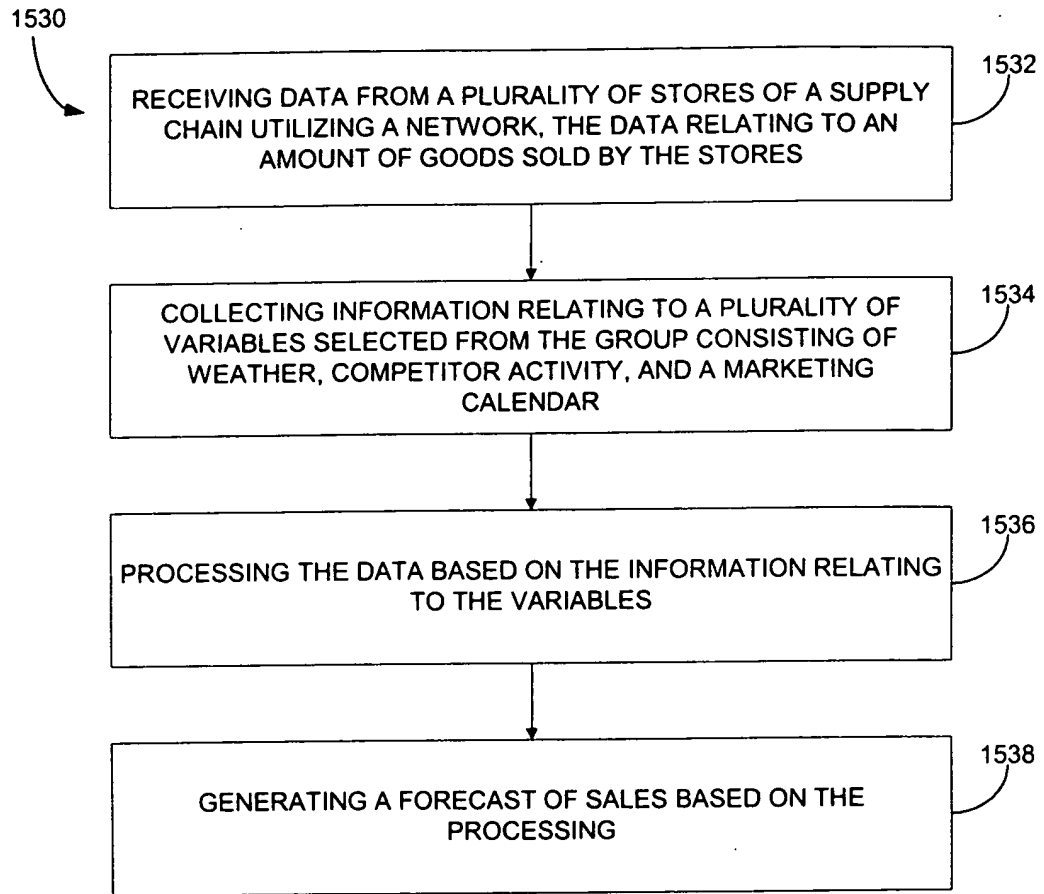 1530
1532
RECEIVING DATA FROM A PLURALITY OF STORES OF A SUPPLY
CHAIN UTILIZING A NETWORK, THE DATA RELATING TO AN
AMOUNT OF GOODS SOLD BY THE STORES
1534
COLLECTING INFORMATION RELATING TO A PLURALITY OF
VARIABLES SELECTED FROM THE GROUP CONSISTING OF
WEATHER, COMPETITOR ACTIVITY, AND A MARKETING
CALENDAR
1536
PROCESSING THE DATA BASED ON THE INFORMATION RELATING
TO THE VARIABLES
1538
GENERATING A FORECAST OF SALES BASED ON THE
PROCESSING